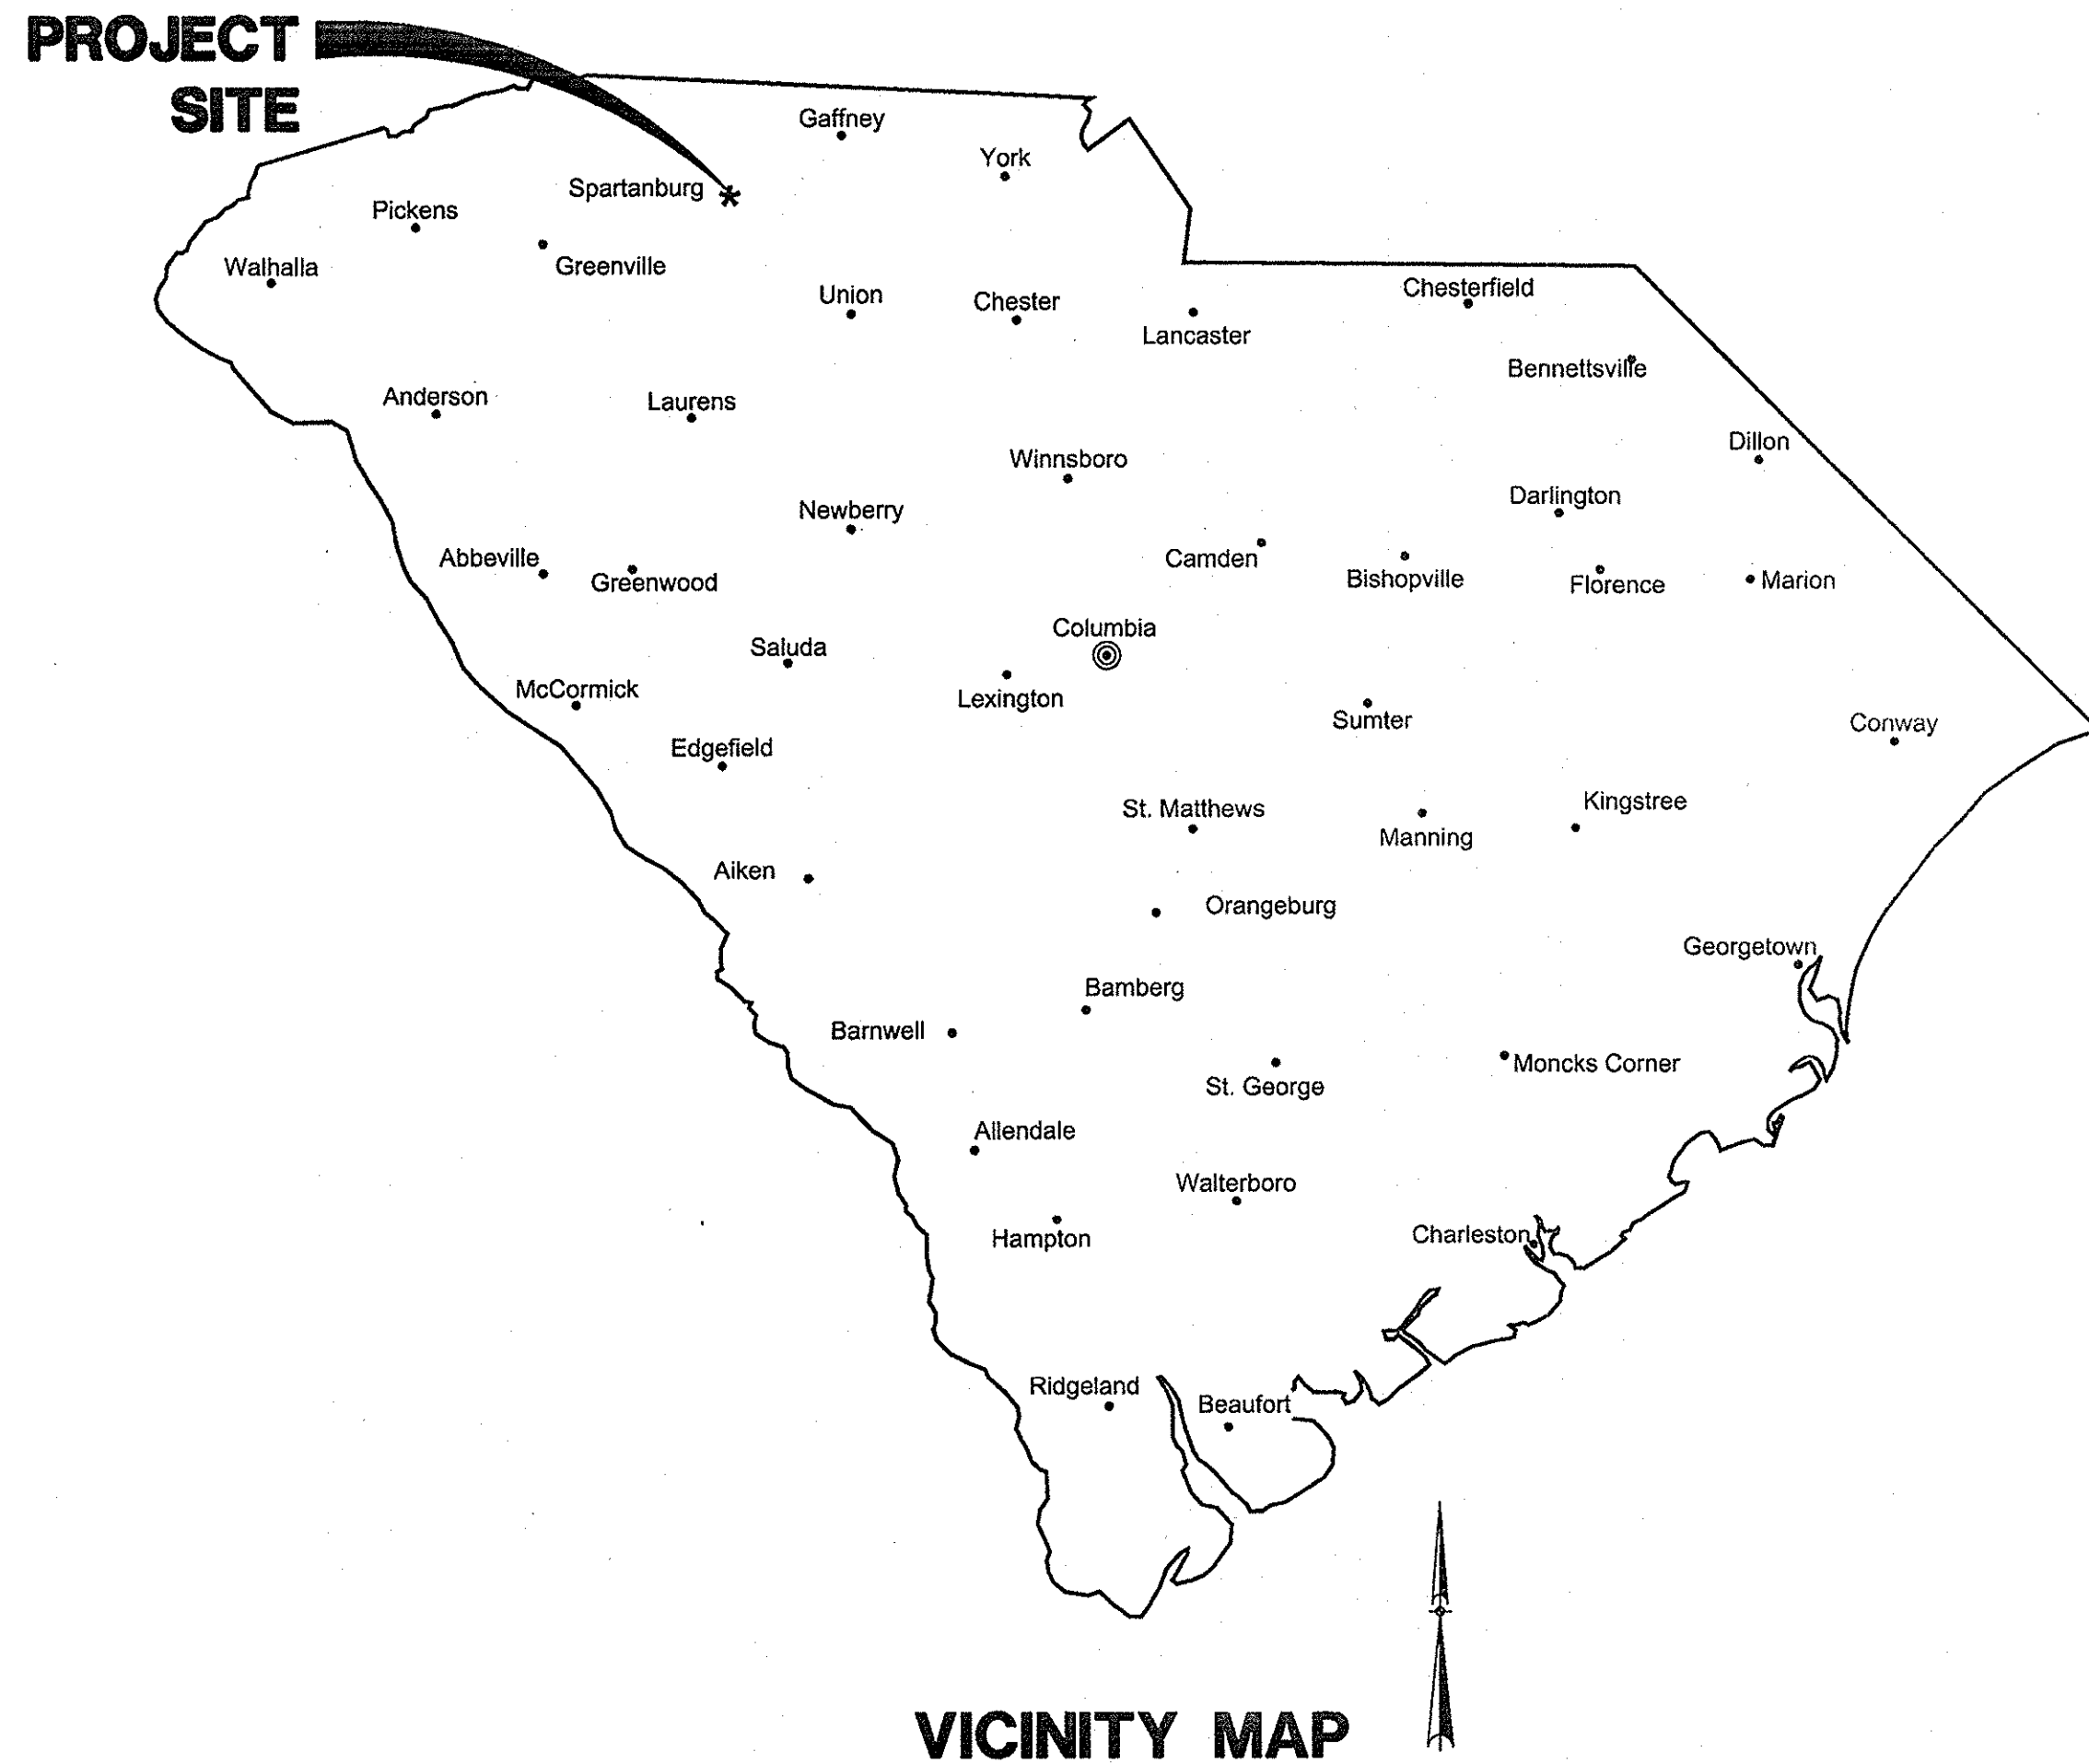 PROJECT
SITE
Gaffney
York
Spartanburg
Pickens
Walhalla
Greenville
Union
Chester
Chesterfield
Lancaster
Bennettsville
Anderson
Laurens
Dillon
Winnsboro
Darlington
Newberry
Abbeville
Greenwood
Camden
Bishopville
Florence
Marion
Columbia
Saluda
McCormick
Lexington
Sumter
Conway
Edgefield
St. Matthews
Kingstree
Manning
Aiken
Orangeburg
Georgetown
Bamberg
Barnwell
Moncks Corner
St. George
Allendale
Walterboro
Hampton
Charleston
Ridgeland
Beaufort
VICINITY MAP